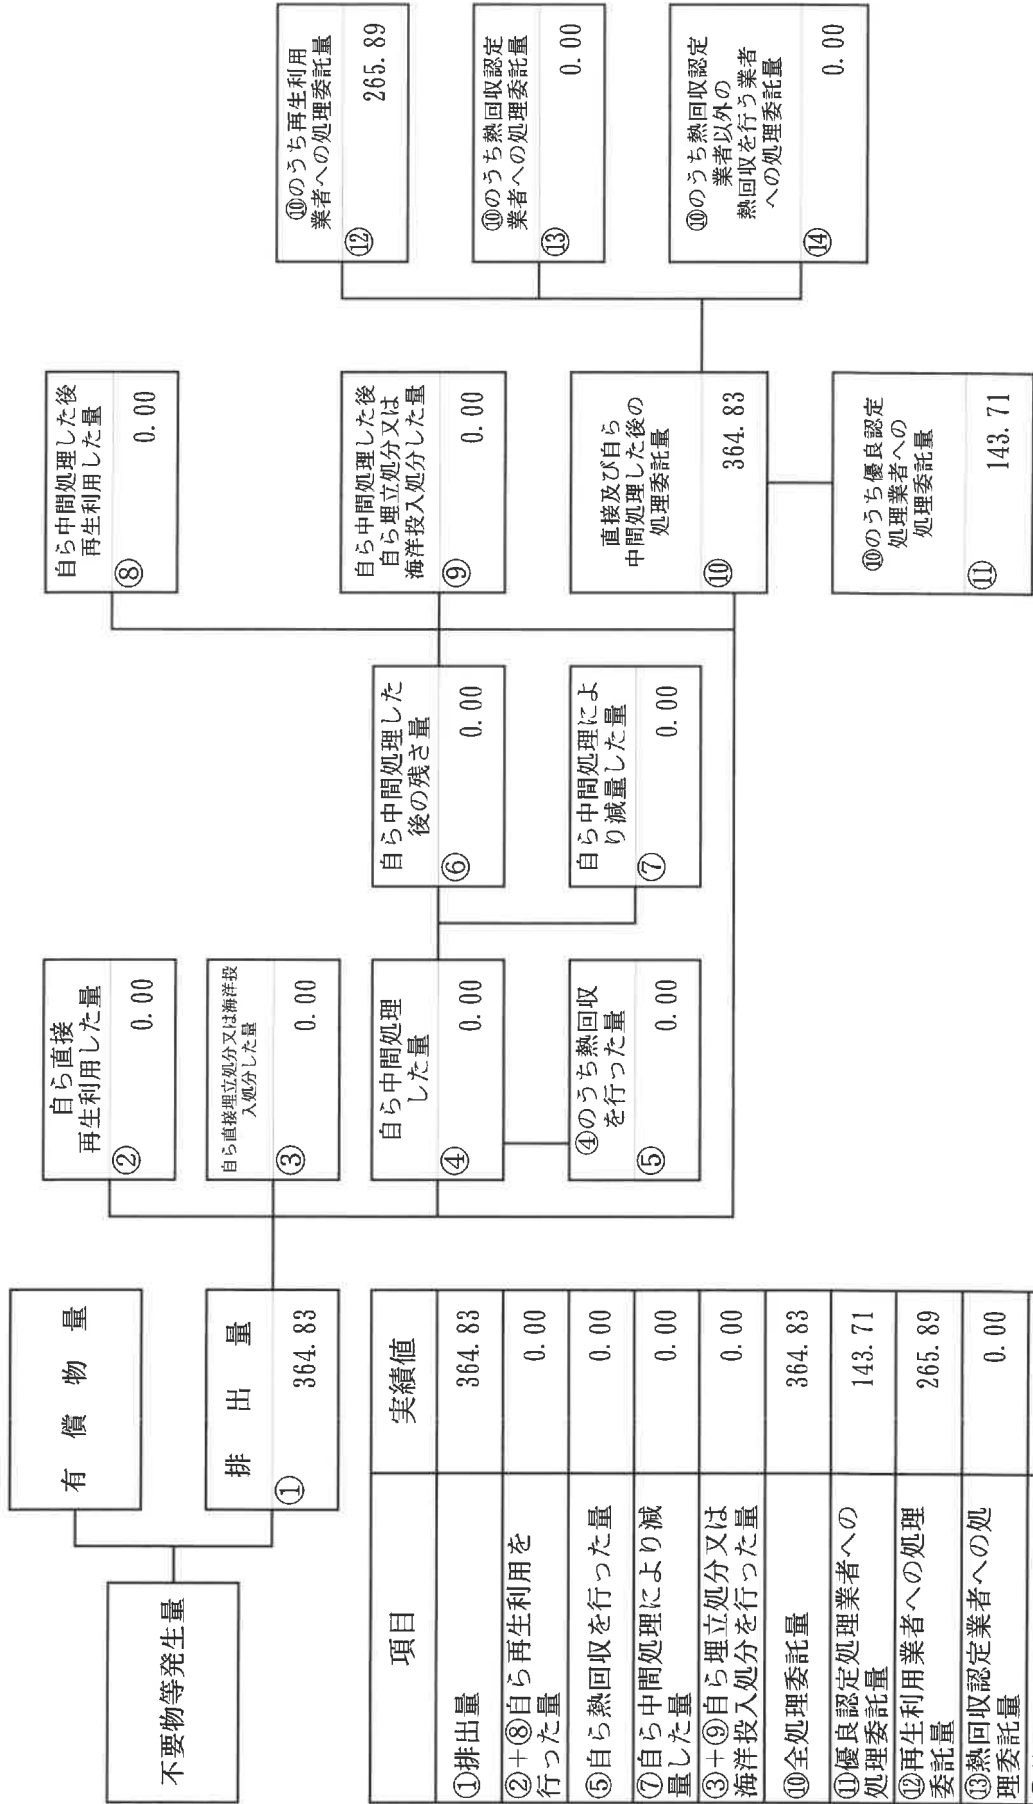 不要物等発生量
有償物量
排出量
①
364.83
自ら直接
再生利用した量
②
0.00
自ら直接埋立処分又は海洋投
入処分した量
③
0.00
自ら中間処理
した量
④
0.00
④のうち熱回収
を行った量
⑤
0.00
自ら中間処理した
後の残さ量
⑥
0.00
自ら中間処理によ
り減量した量
⑦
0.00
自ら中間処理した後
再生利用した量
⑧
0.00
自ら中間処理した後
自ら埋立処分又は
海洋投入処分した量
⑨
0.00
直接及び自ら
中間処理した後の
処理委託量
⑩
364.83
⑩のうち優良認定
処理業者への
処理委託量
⑪
143.71
⑩のうち再生利用
業者への処理委託量
⑫
265.89
⑩のうち熱回収認定
業者への処理委託量
⑬
0.00
⑩のうち熱回収認定
業者以外の
熱回収を行う業者
への処理委託量
⑭
0.00
項目 実績値
①排出量 364.83
②+⑧自ら再生利用を
行った量 0.00
⑤自ら熱回収を行った量 0.00
⑦自ら中間処理により減
量した量 0.00
③+⑨自ら埋立処分又は
海洋投入処分を行った量 0.00
⑩全処理委託量 364.83
⑪優良認定処理業者への
処理委託量 143.71
⑫再生利用業者への処理
委託量 265.89
⑬熱回収認定業者への処
理委託量 0.00